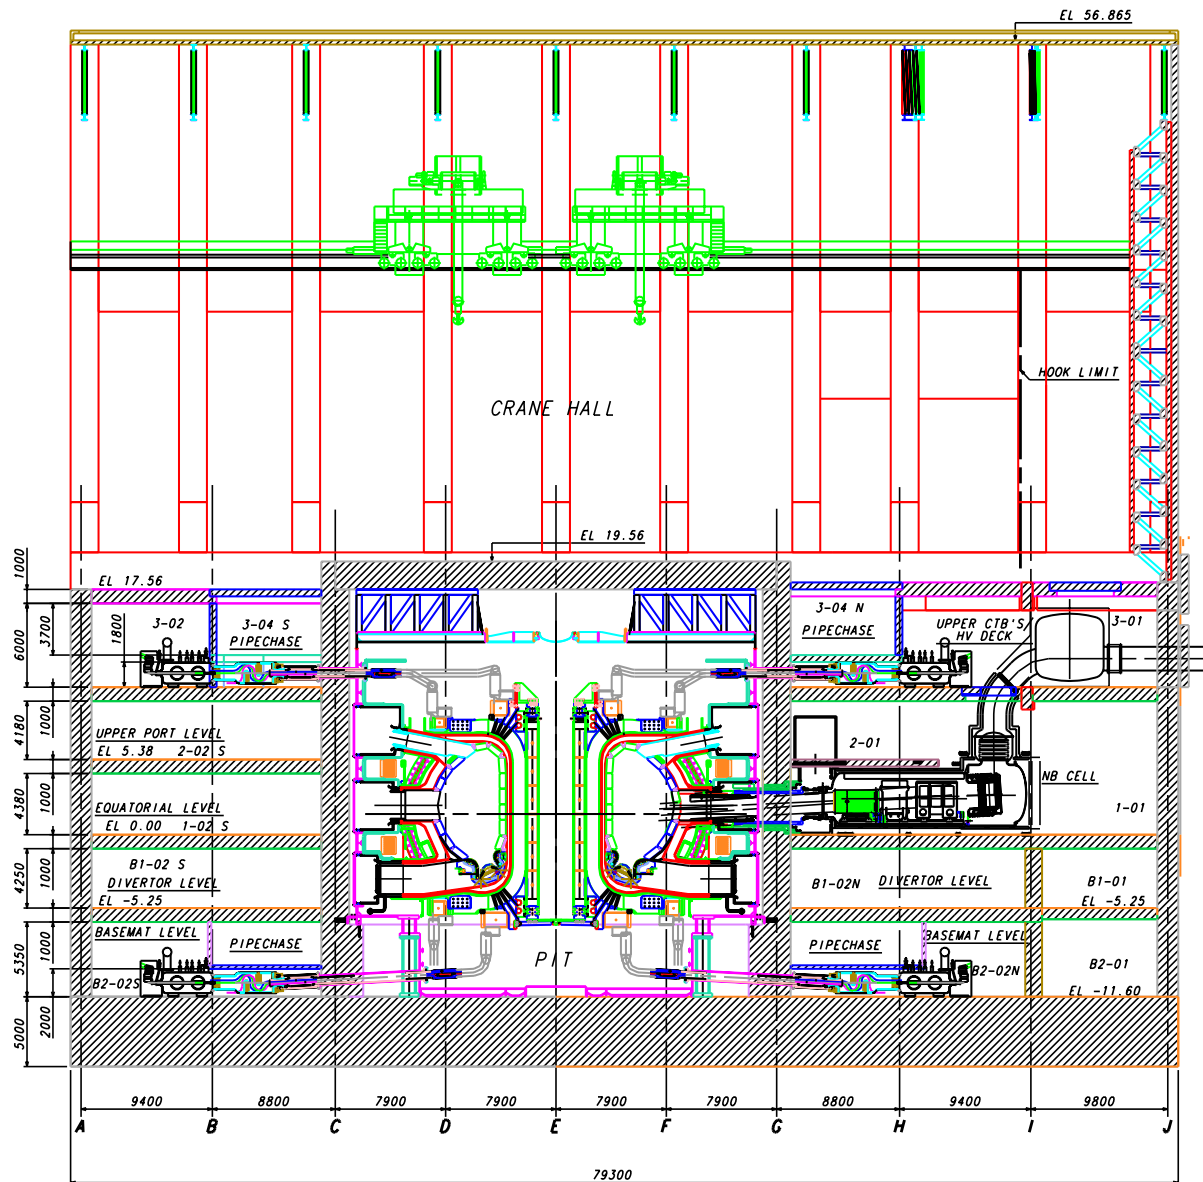 EL 56.865
HOOK LIMIT
CRANE HALL
EL 19.56
1000
EL 17.56
6000
3700
1800
3-02
3-04 S
PIPECHASE
3-04 N
PIPECHASE
UPPER CTB'S/
HV DECK
3-01
4180
1000
UPPER PORT LEVEL
EL 5.38 2-02 S
2-01
NB CELL
4380
1000
EQUATORIAL LEVEL
EL 0.00 1-02 S
1-01
4250
1000
B1-02 S
DIVERTOR LEVEL
EL -5.25
B1-02N
DIVERTOR LEVEL
B1-01
EL -5.25
5350
1000
BASEMAT LEVEL
PIPECHASE
B2-02S
PIT
PIPECHASE
BASEMAT LEVEL
B2-02N
B2-01
EL -11.60
5000
2000
9400
8800
7900
7900
7900
7900
8800
9400
9800
A
B
C
D
E
F
G
H
I
J
79300